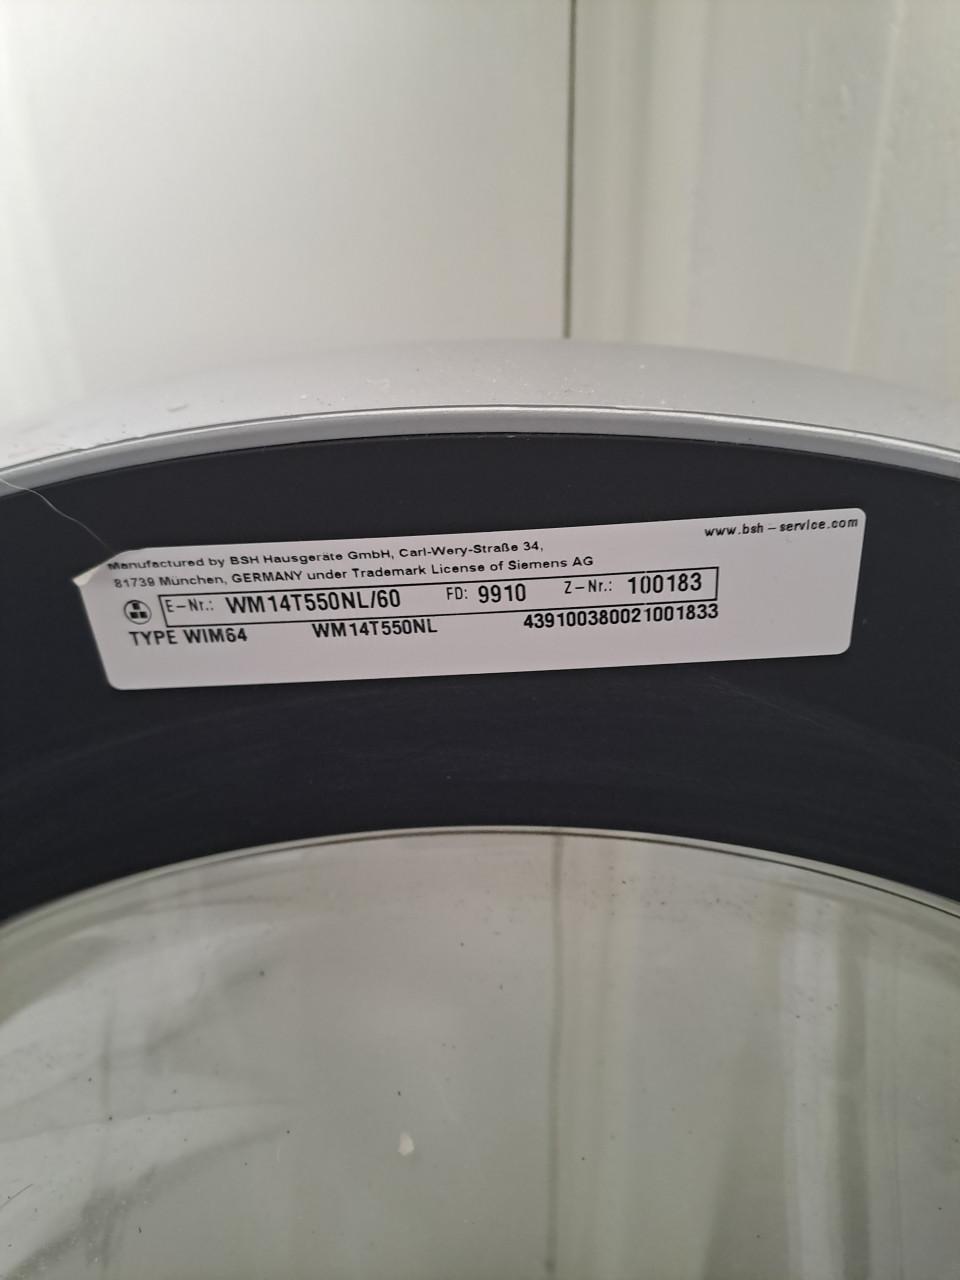 www.bsh-service.com
Manufactured by BSH Hausgeräte GmbH, Carl-Wery-Straße 34,
81739 München, GERMANY under Trademark License of Siemens AG
E-Nr.: WM14T550NL/60 FD: 9910 Z-Nr.: 100183
TYPE WIM64 WM14T550NL 439100380021001833